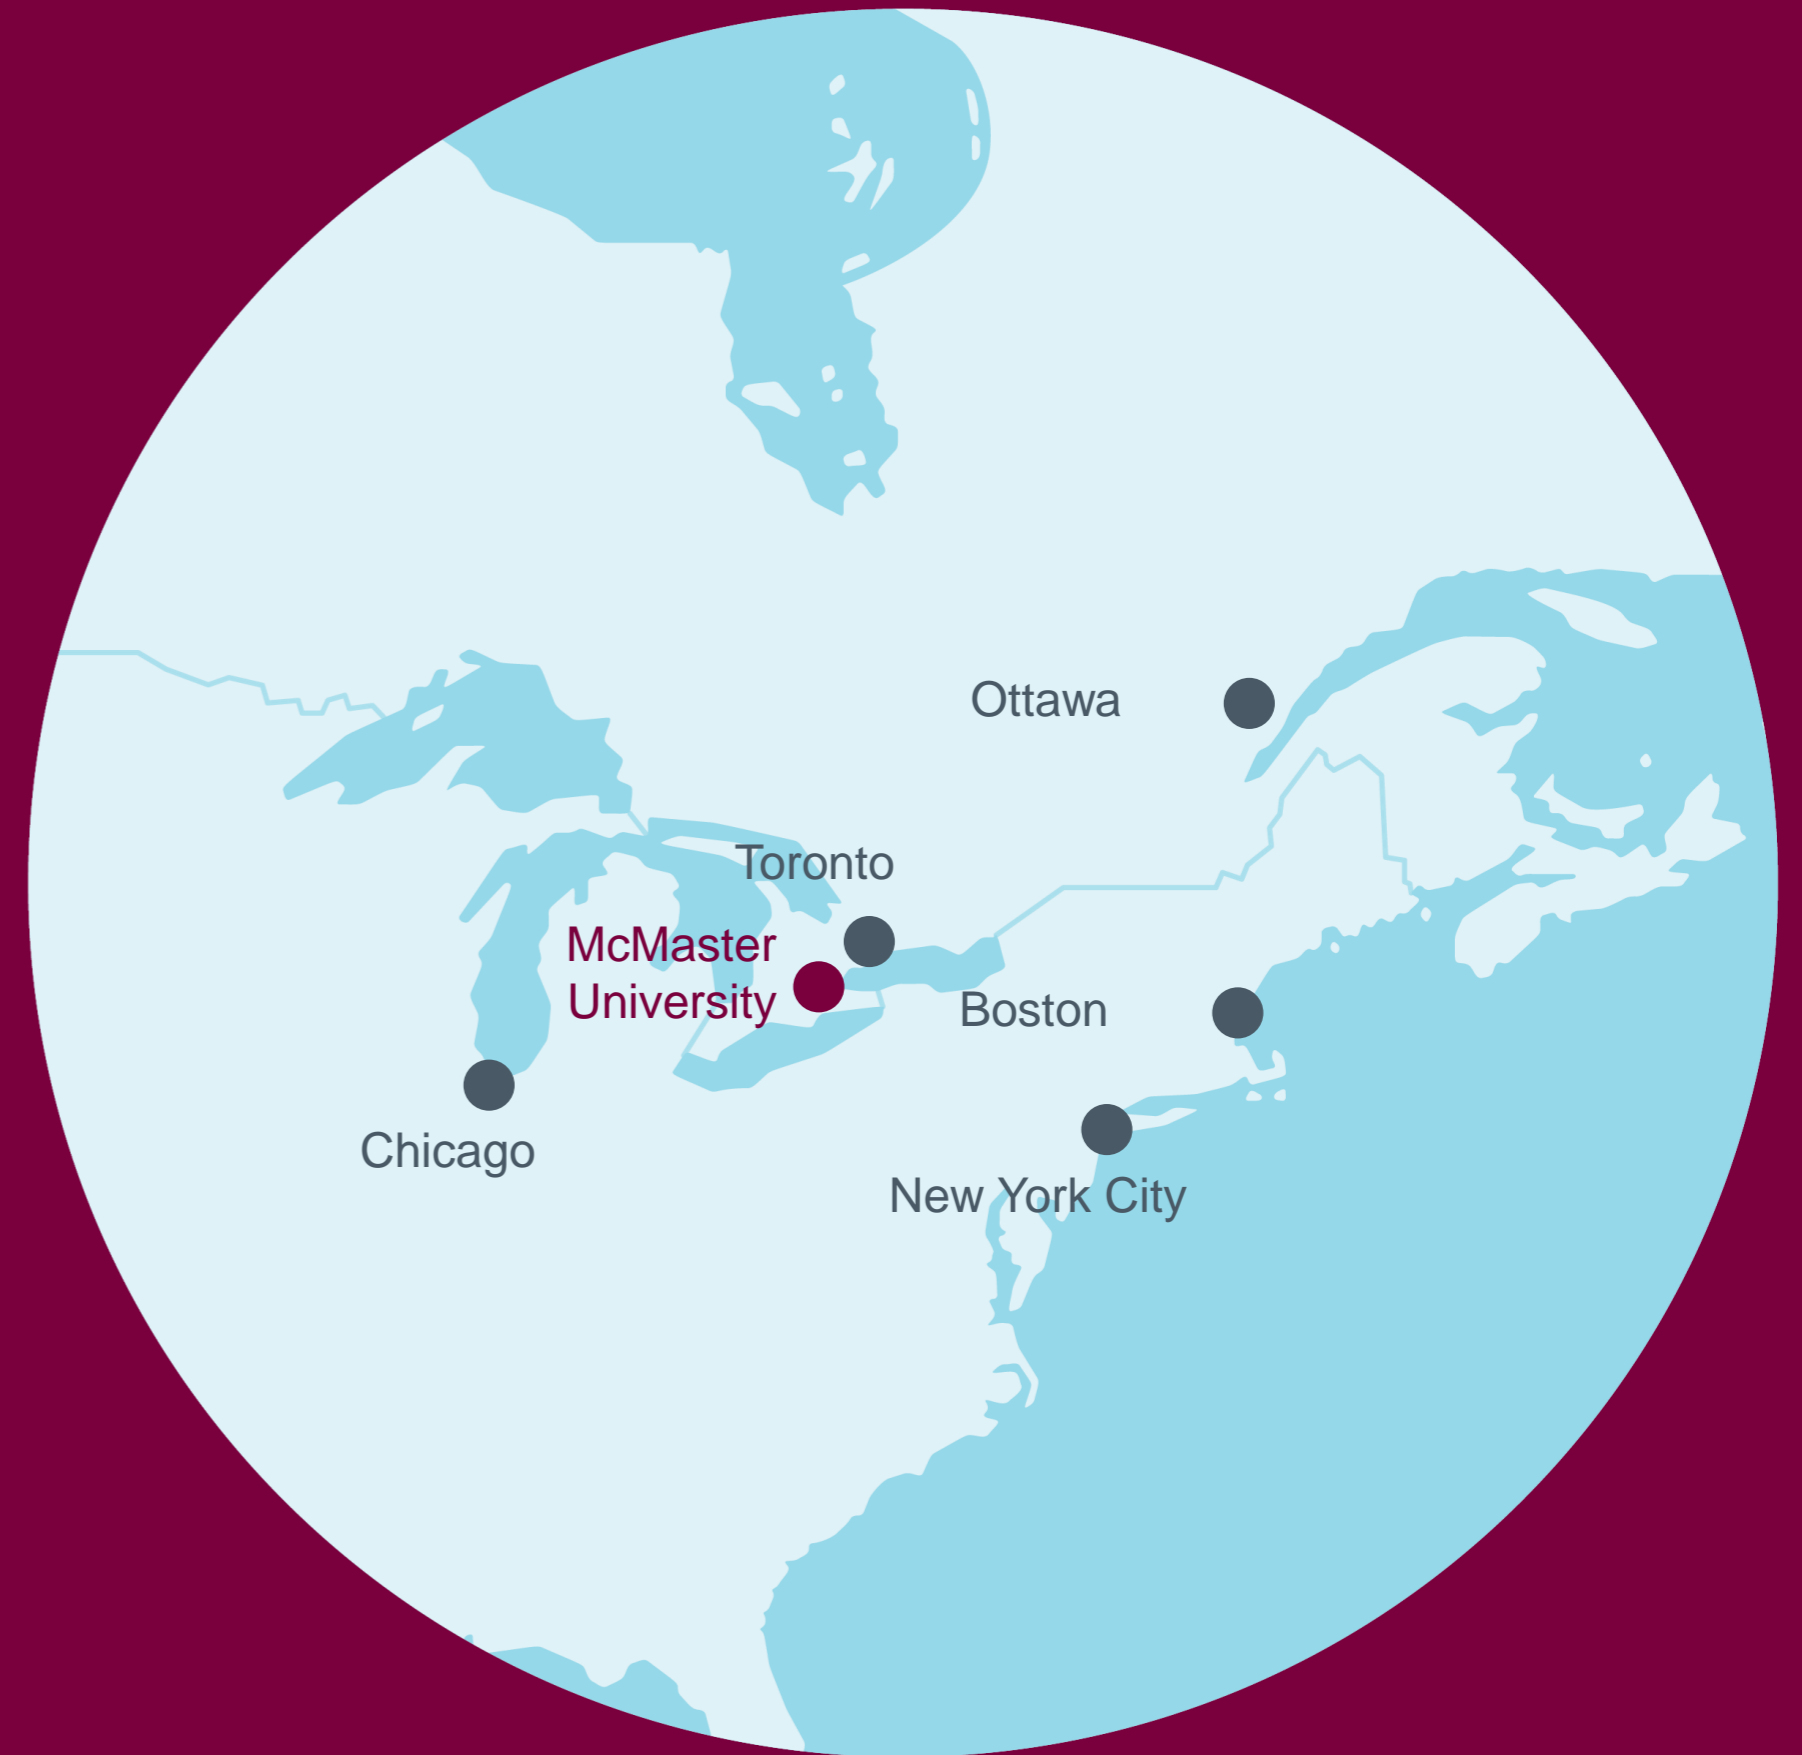 Ottawa
Toronto
McMaster
University
Boston
Chicago
New York City